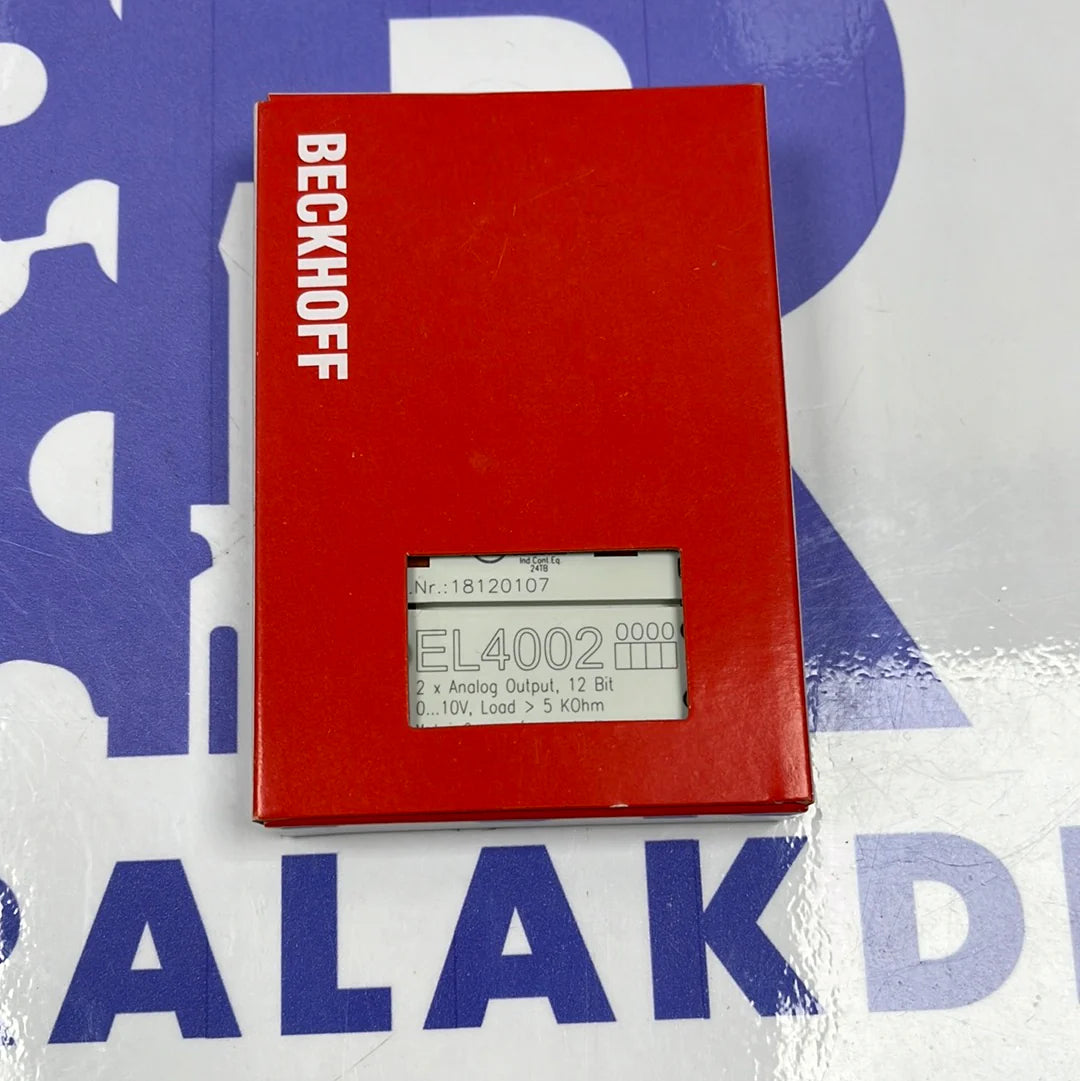 BECKHOFF
Ind.Cont.Eq.
24TB
.Nr.:18120107
EL4002 0000
2 x Analog Output, 12 Bit
0...10V, Load > 5 KOhm
PALAKD